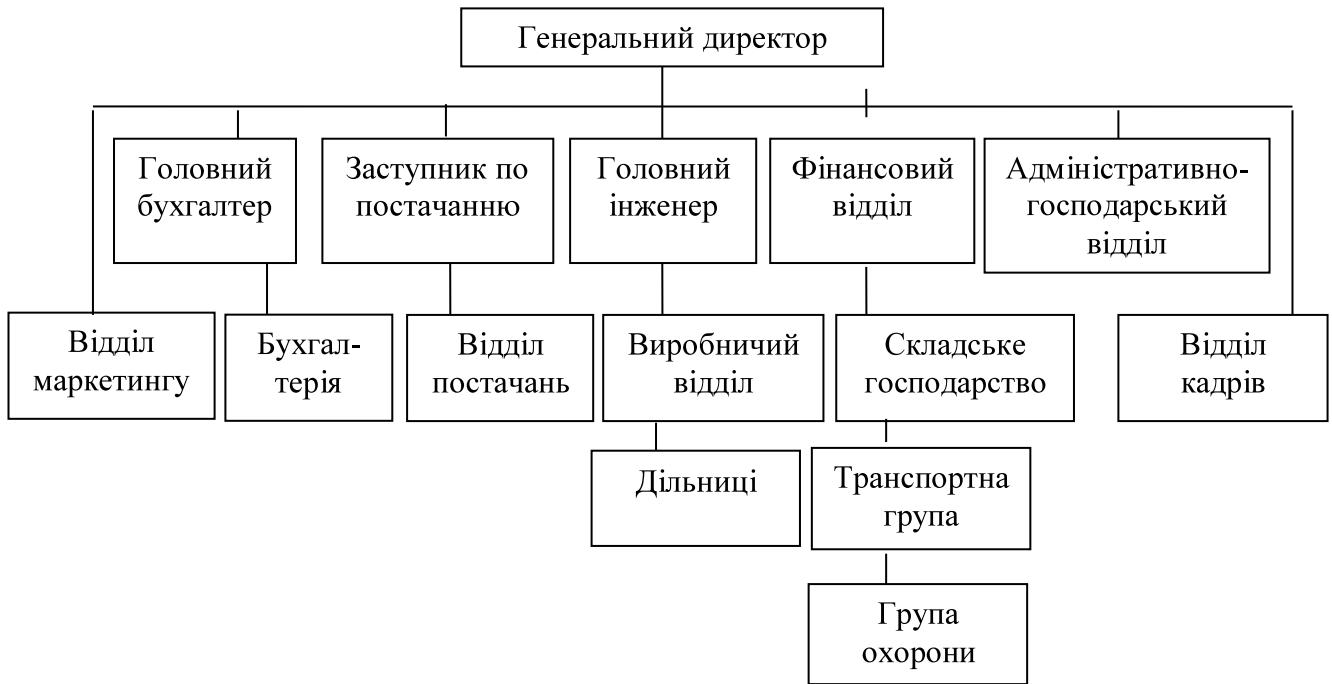 Генеральний директор
Головний
бухгалтер
Заступник по
постачанню
Головний
інженер
Фінансовий
відділ
Адміністративно-
господарський
відділ
Відділ
маркетингу
Бухгал-
терія
Відділ
постачань
Виробничий
відділ
Складське
господарство
Відділ
кадрів
Дільниці
Транспортна
група
Група
охорони